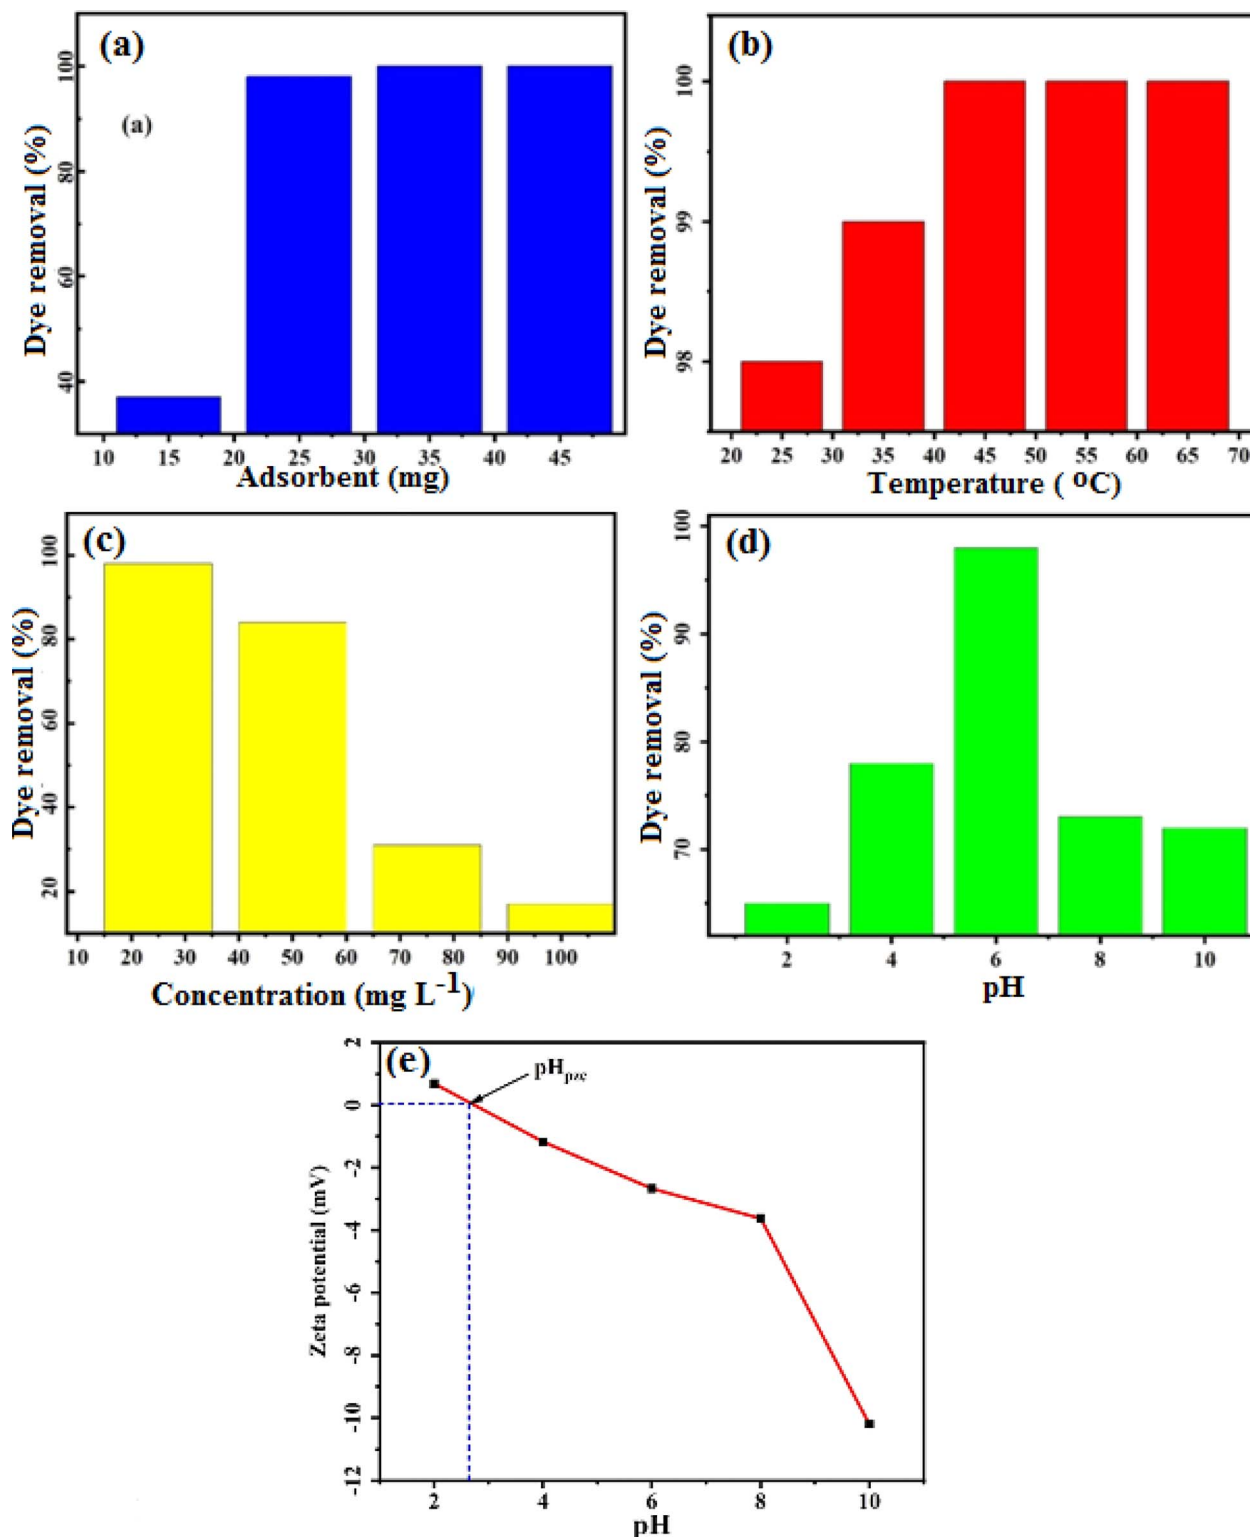 (a)
(a)
Dye removal (%)
100
80
60
40
10 15 20 25 30 35 40 45
Adsorbent (mg)
(b)
Dye removal (%)
100
99
98
20 25 30 35 40 45 50 55 60 65 70
Temperature ( ºC)
(c)
Dye removal (%)
100
80
60
40
20
10 20 30 40 50 60 70 80 90 100
Concentration (mg L-1)
(d)
Dye removal (%)
100
90
80
70
2 4 6 8 10
pH
(e)
pHpzc
Zeta potential (mV)
2
0
-2
-4
-6
-8
-10
-12
2 4 6 8 10
pH